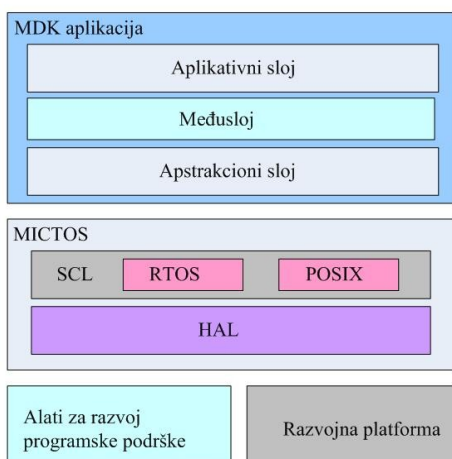 MDK aplikacija
Aplikativni sloj
Međusloj
Apstrakcioni sloj
MICTOS
SCL RTOS POSIX
HAL
Alati za razvoj
programske podrške
Razvojna platforma